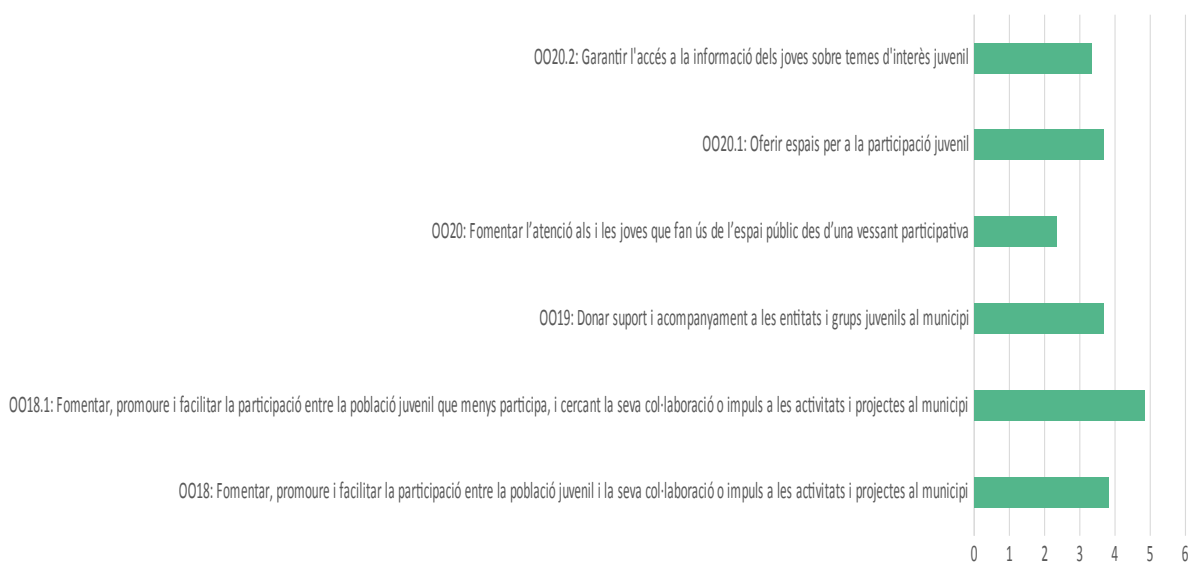 OO20.2: Garantir l'accés a la informació dels joves sobre temes d'interès juvenil
OO20.1: Oferir espais per a la participació juvenil
OO20: Fomentar l’atenció als i les joves que fan ús de l’espai públic des d’una vessant participativa
OO19: Donar suport i acompanyament a les entitats i grups juvenils al municipi
OO18.1: Fomentar, promoure i facilitar la participació entre la població juvenil que menys participa, i cercant la seva col·laboració o impuls a les activitats i projectes al municipi
OO18: Fomentar, promoure i facilitar la participació entre la població juvenil i la seva col·laboració o impuls a les activitats i projectes al municipi
0 1 2 3 4 5 6